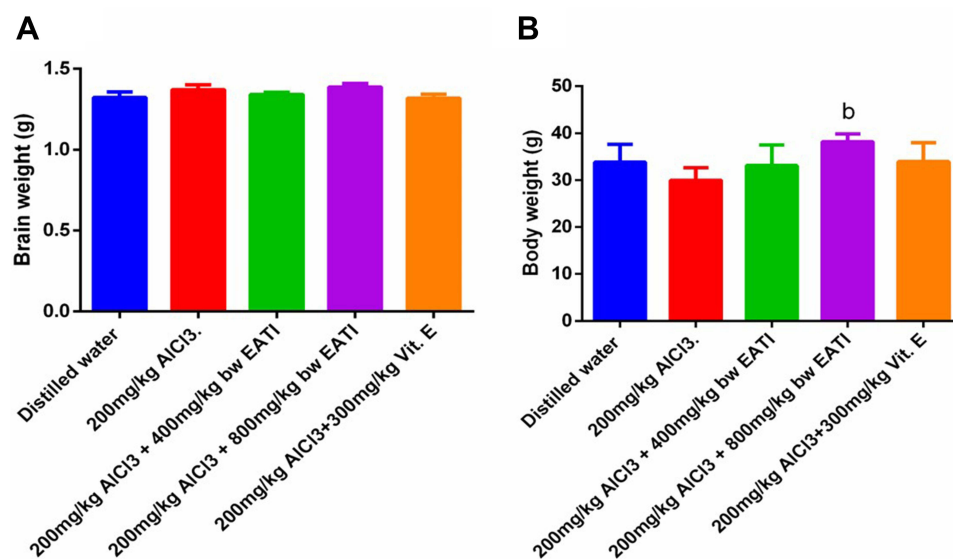 A
Brain weight (g)
1.5
1.0
0.5
0.0
Distilled water
200mg/kg AlCl3.
200mg/kg AlCl3 + 400mg/kg bw EATI
200mg/kg AlCl3 + 800mg/kg bw EATI
200mg/kg AlCl3+300mg/kg Vit. E
B
Body weight (g)
50
40
30
20
10
0
b
Distilled water
200mg/kg AlCl3.
200mg/kg AlCl3 + 400mg/kg bw EATI
200mg/kg AlCl3 + 800mg/kg bw EATI
200mg/kg AlCl3+300mg/kg Vit. E